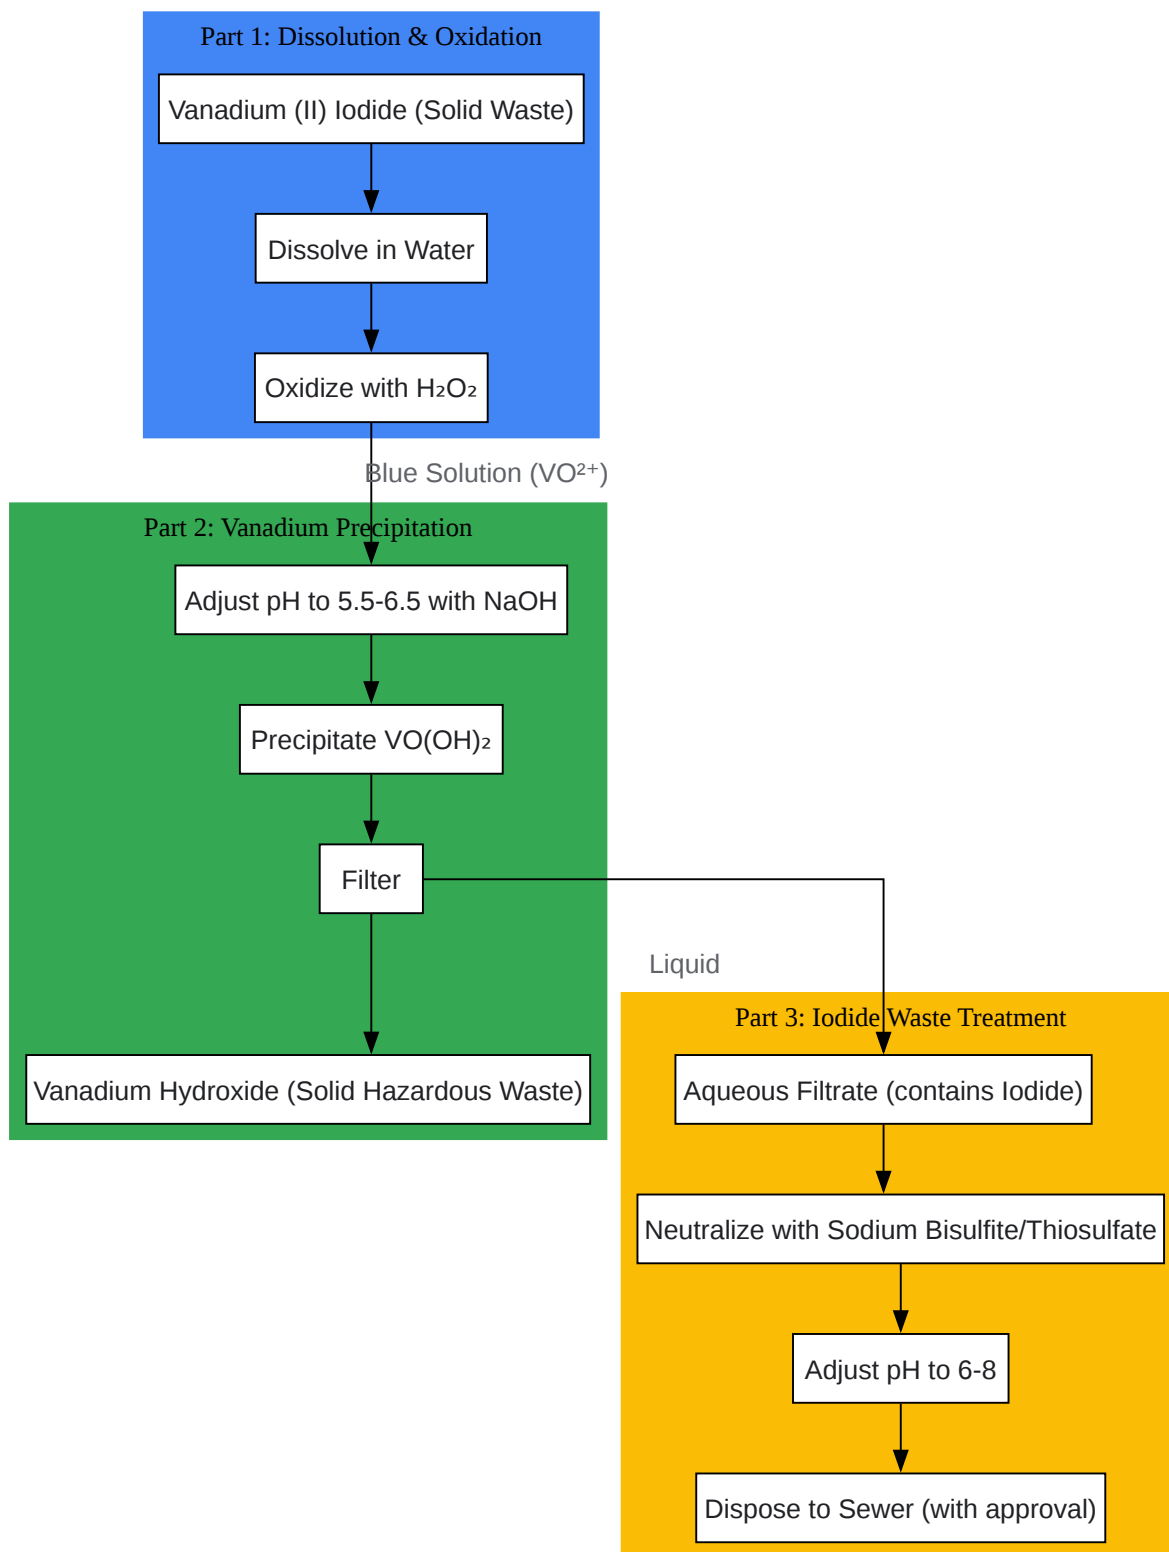 Part 1: Dissolution & Oxidation
Vanadium (II) Iodide (Solid Waste)
Dissolve in Water
Oxidize with H₂O₂
Blue Solution (VO²⁺)
Part 2: Vanadium Precipitation
Adjust pH to 5.5-6.5 with NaOH
Precipitate VO(OH)₂
Filter
Vanadium Hydroxide (Solid Hazardous Waste)
Liquid
Part 3: Iodide Waste Treatment
Aqueous Filtrate (contains Iodide)
Neutralize with Sodium Bisulfite/Thiosulfate
Adjust pH to 6-8
Dispose to Sewer (with approval)